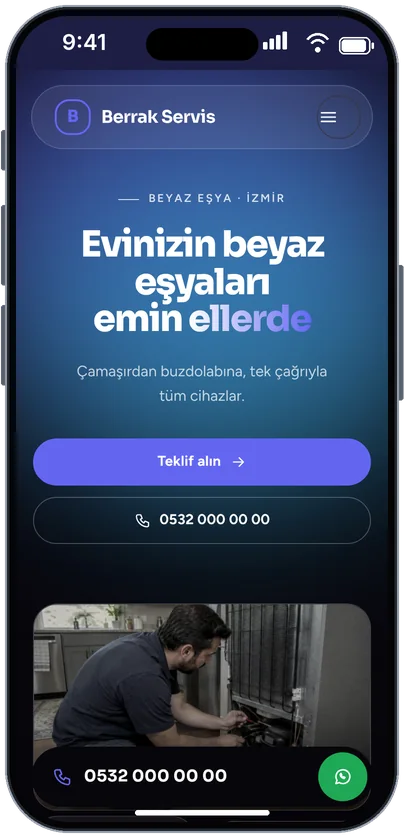 9:41
B
Berrak Servis
BEYAZ EŞYA · İZMİR
Evinizin beyaz
eşyaları
emin ellerde
Çamaşırdan buzdolabına, tek çağrıyla
tüm cihazlar.
Teklif alın →
0532 000 00 00
0532 000 00 00